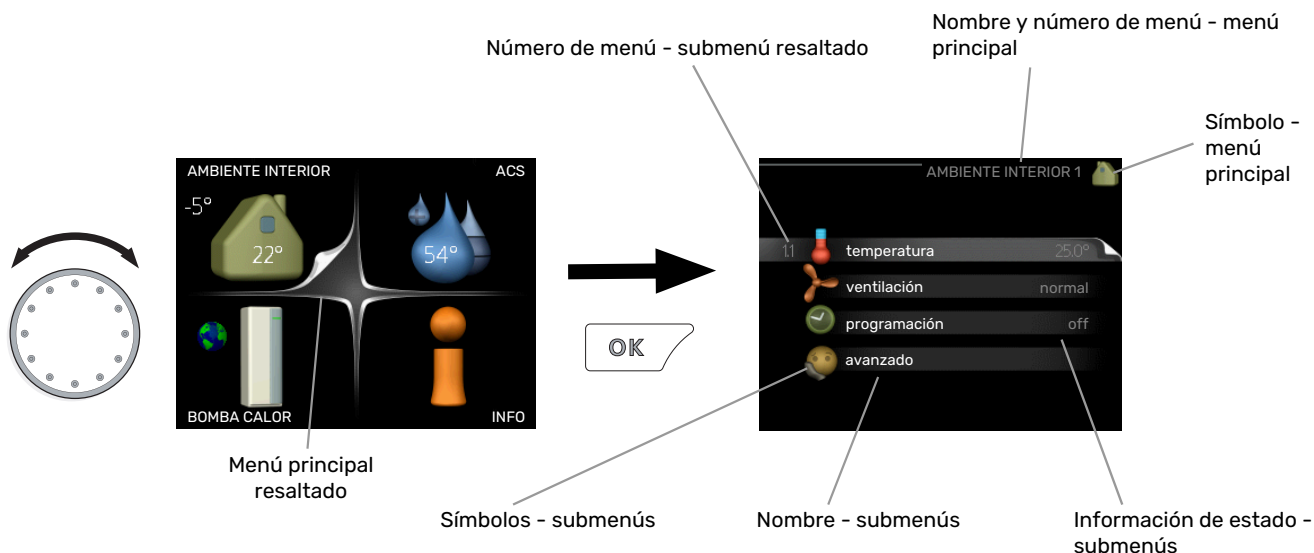 Nombre y número de menú - menú
principal
Número de menú - submenú resaltado
Símbolo -
menú
principal
AMBIENTE INTERIOR
ACS
-5°
22°
54°
BOMBA CALOR
INFO
OK
AMBIENTE INTERIOR 1
1.1 temperatura 25.0°
ventilación normal
programación off
avanzado
Menú principal
resaltado
Símbolos - submenús
Nombre - submenús
Información de estado -
submenús